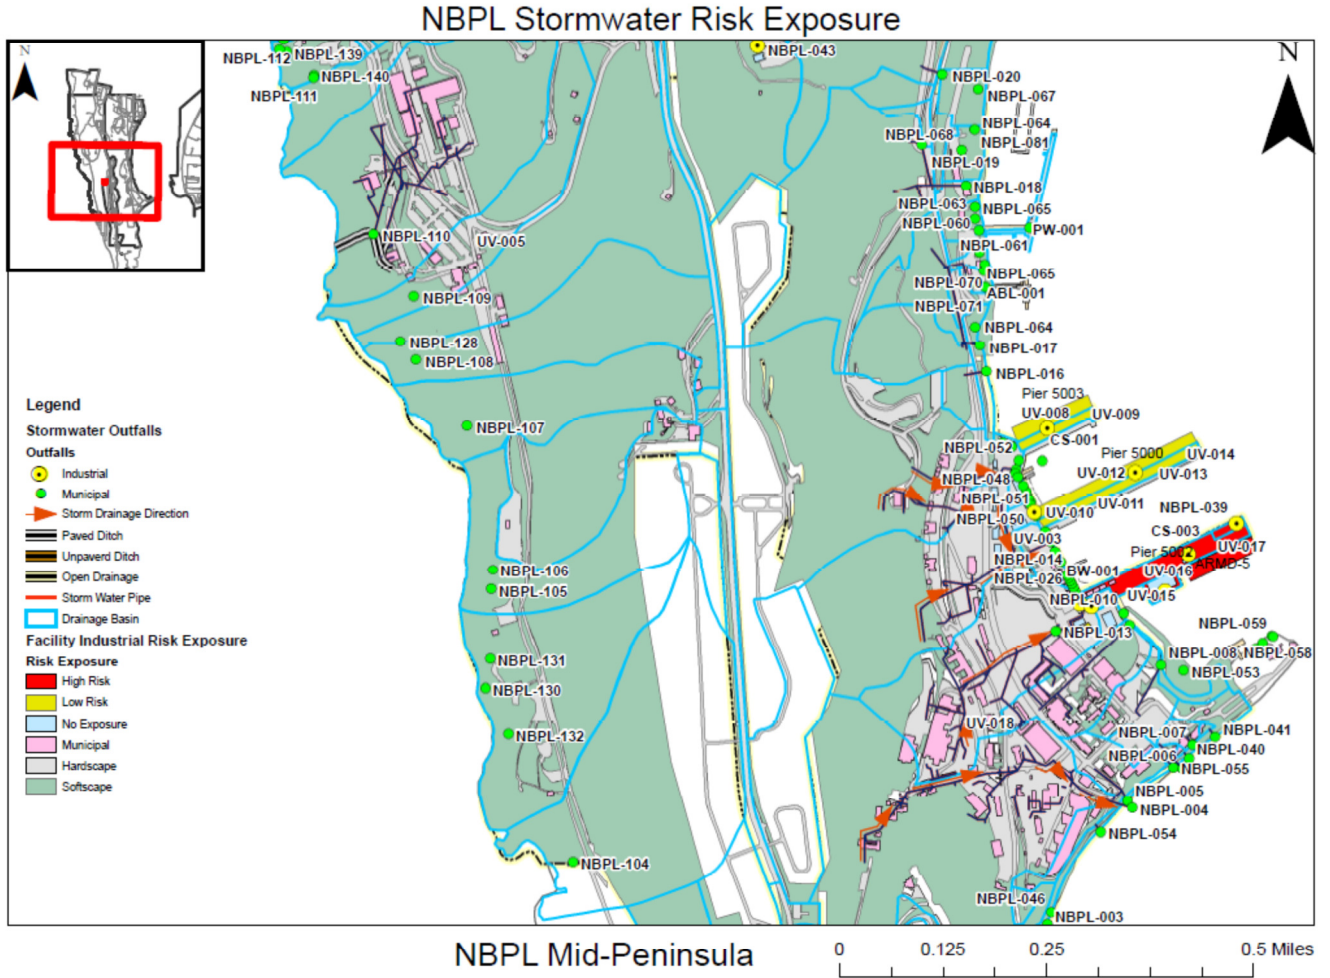 NBPL Stormwater Risk Exposure
N
N
NBPL-112
NBPL-139
NBPL-140
NBPL-111
NBPL-043
NBPL-020
NBPL-067
NBPL-064
NBPL-068
NBPL-081
NBPL-019
NBPL-018
NBPL-063
NBPL-065
NBPL-060
PW-001
NBPL-061
NBPL-110
UV-005
NBPL-065
NBPL-070
ABL-001
NBPL-109
NBPL-071
NBPL-064
NBPL-128
NBPL-017
NBPL-108
NBPL-016
Pier 5003
UV-008
UV-009
NBPL-107
CS-001
NBPL-052
Pier 5000
UV-014
UV-012
UV-013
NBPL-048
NBPL-051
UV-011
NBPL-039
UV-010
NBPL-050
CS-003
UV-003
UV-017
Pier 5002
NBPL-014
ARMD-5
BW-001
UV-016
NBPL-106
NBPL-026
NBPL-105
UV-015
NBPL-010
NBPL-059
NBPL-013
NBPL-008
NBPL-058
NBPL-131
NBPL-053
NBPL-130
UV-018
NBPL-132
NBPL-007
NBPL-041
NBPL-040
NBPL-006
NBPL-055
NBPL-005
NBPL-004
NBPL-054
NBPL-104
NBPL-046
NBPL-003
Legend
Stormwater Outfalls
Outfalls
Industrial
Municipal
Storm Drainage Direction
Paved Ditch
Unpaverd Ditch
Open Drainage
Storm Water Pipe
Drainage Basin
Facility Industrial Risk Exposure
Risk Exposure
High Risk
Low Risk
No Exposure
Municipal
Hardscape
Softscape
NBPL Mid-Peninsula
0 0.125 0.25 0.5 Miles